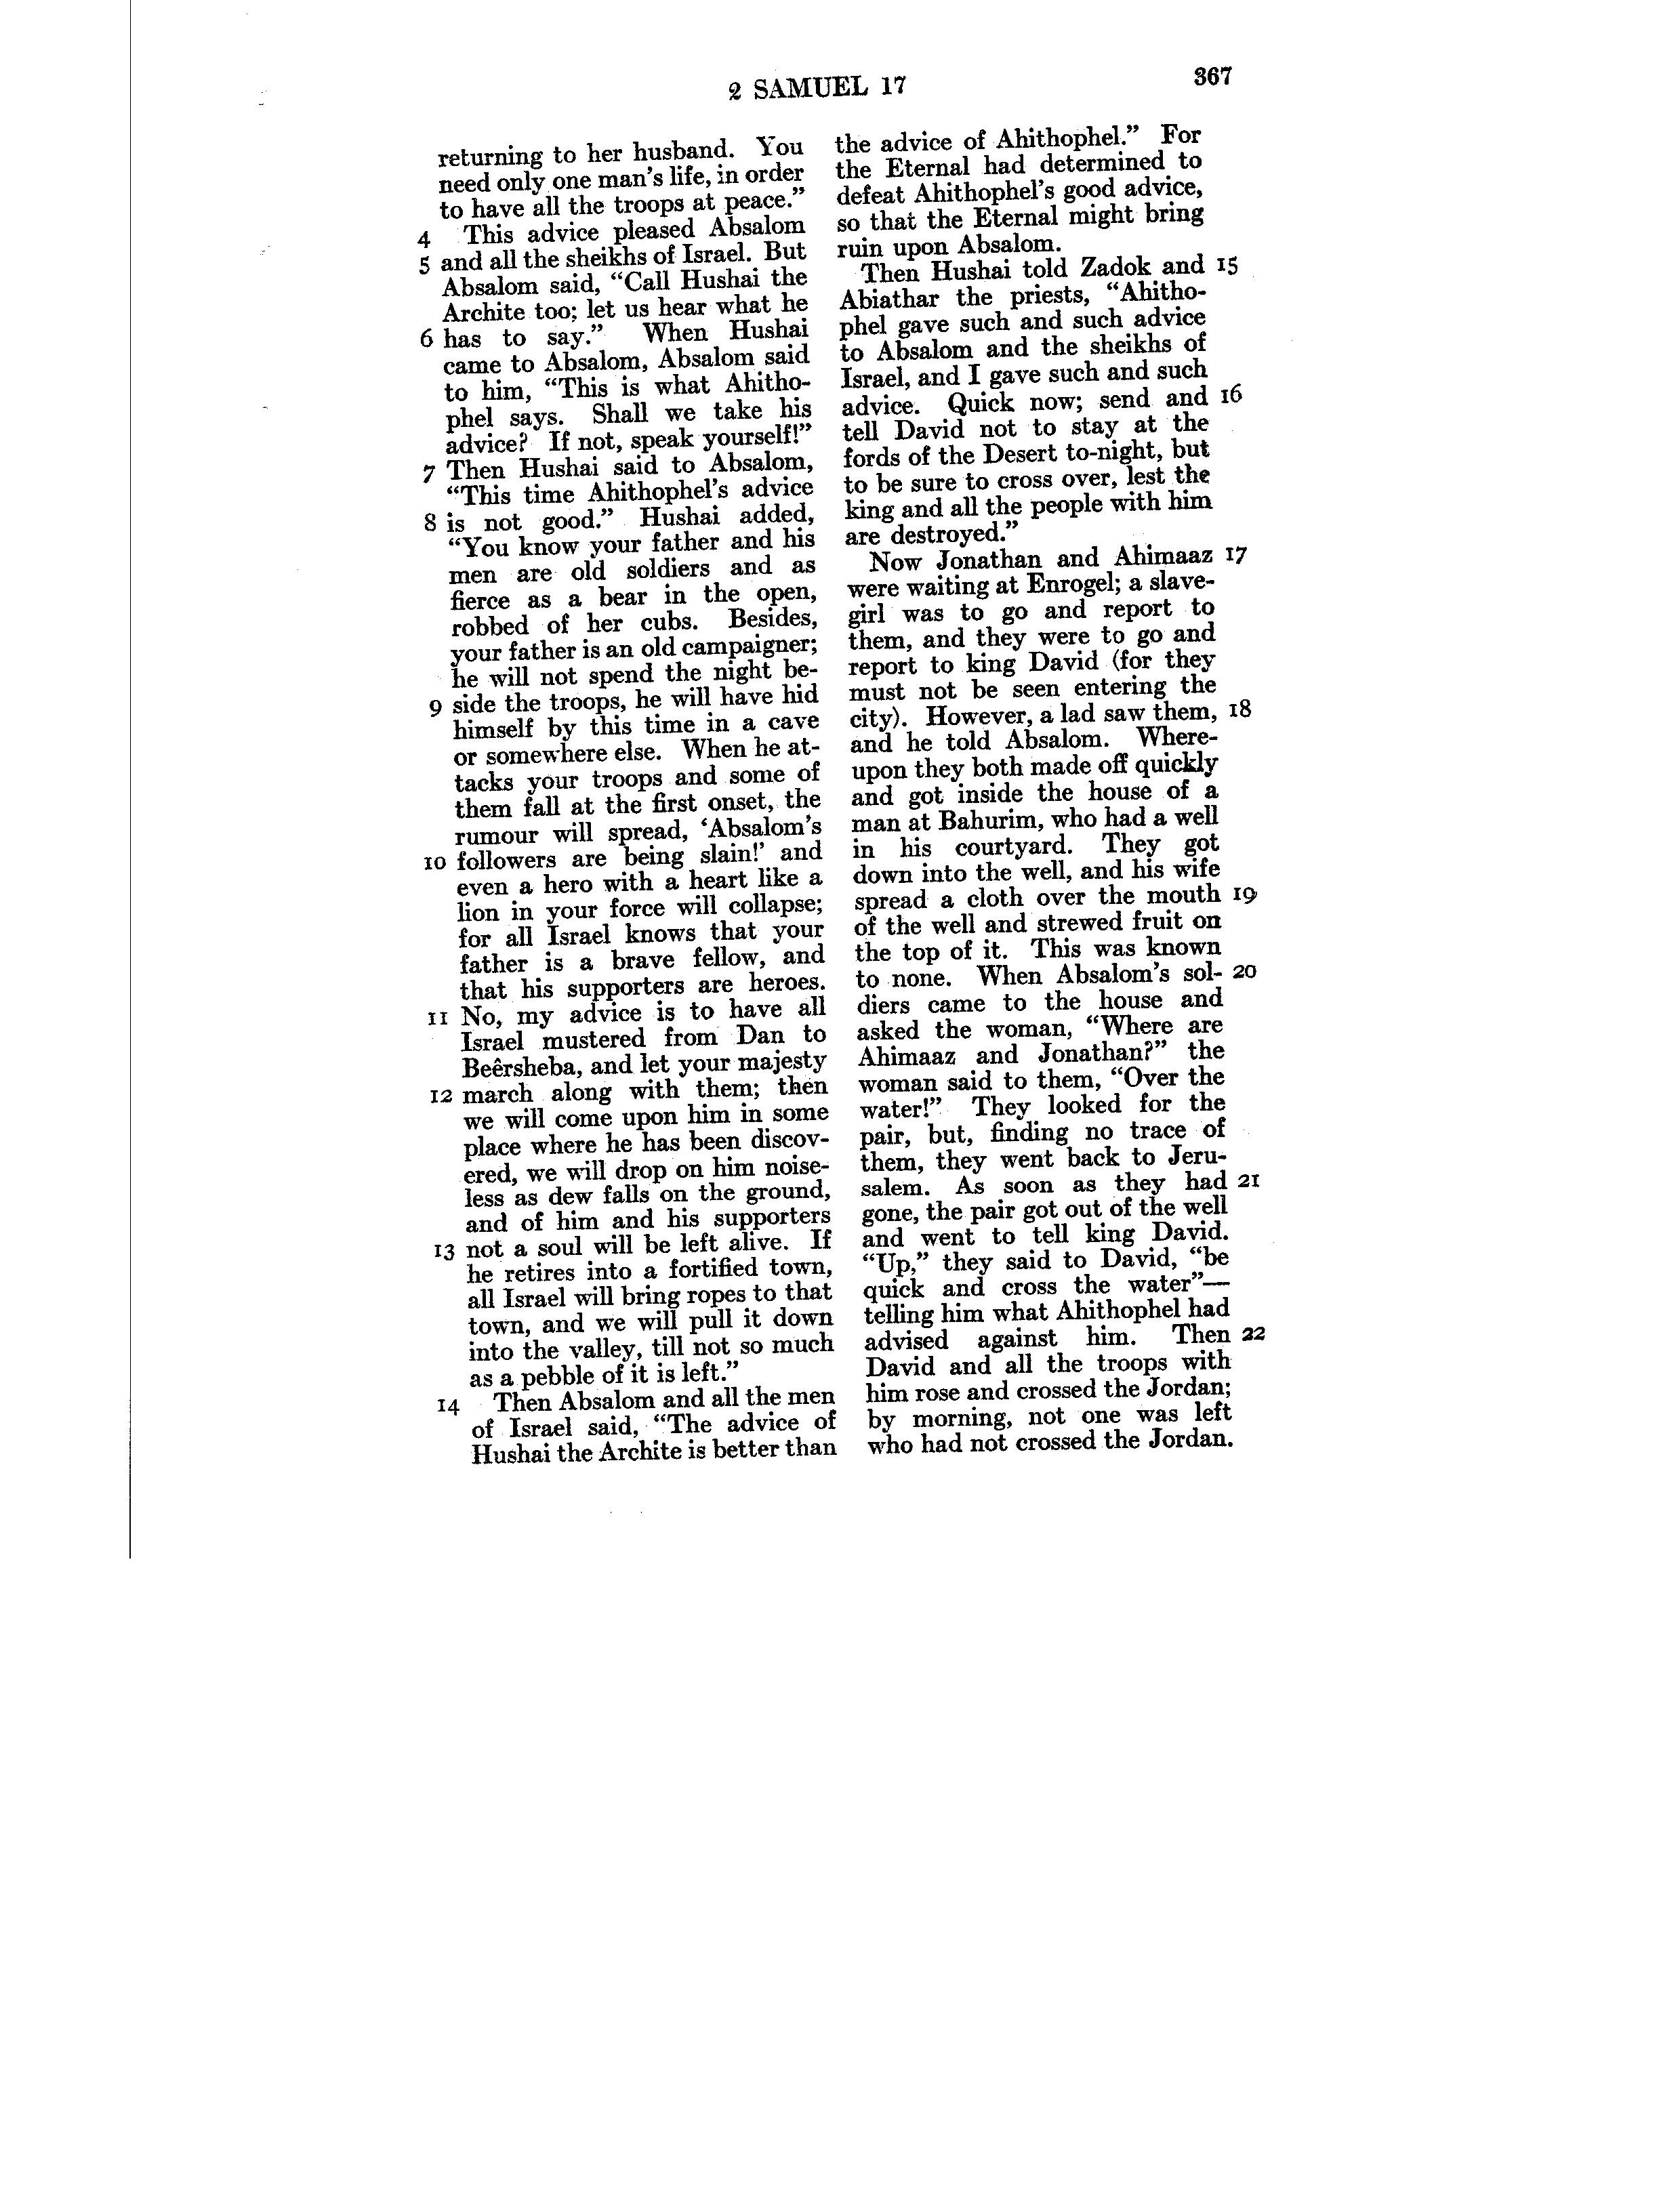 2 SAMUEL 17
367
returning to her husband. You
need only one man's life, in order
to have all the troops at peace."
4 This advice pleased Absalom
5 and all the sheikhs of Israel. But
Absalom said, "Call Hushai the
Archite too; let us hear what he
6 has to say." When Hushai
came to Absalom, Absalom said
to him, "This is what Ahitho-
phel says. Shall we take his
advice? If not, speak yourself!"
7 Then Hushai said to Absalom,
"This time Ahithophel's advice
8 is not good." Hushai added,
"You know your father and his
men are old soldiers and as
fierce as a bear in the open,
robbed of her cubs. Besides,
your father is an old campaigner;
he will not spend the night be-
9 side the troops, he will have hid
himself by this time in a cave
or somewhere else. When he at-
tacks your troops and some of
them fall at the first onset, the
rumour will spread, 'Absalom's
10 followers are being slain!' and
even a hero with a heart like a
lion in your force will collapse;
for all Israel knows that your
father is a brave fellow, and
that his supporters are heroes.
11 No, my advice is to have all
Israel mustered from Dan to
Beêrsheba, and let your majesty
12 march along with them; then
we will come upon him in some
place where he has been discov-
ered, we will drop on him noise-
less as dew falls on the ground,
and of him and his supporters
13 not a soul will be left alive. If
he retires into a fortified town,
all Israel will bring ropes to that
town, and we will pull it down
into the valley, till not so much
as a pebble of it is left."
14 Then Absalom and all the men
of Israel said, "The advice of
Hushai the Archite is better than
the advice of Ahithophel." For
the Eternal had determined to
defeat Ahithophel's good advice,
so that the Eternal might bring
ruin upon Absalom.
Then Hushai told Zadok and 15
Abiathar the priests, "Ahitho-
phel gave such and such advice
to Absalom and the sheikhs of
Israel, and I gave such and such
advice. Quick now; send and 16
tell David not to stay at the
fords of the Desert to-night, but
to be sure to cross over, lest the
king and all the people with him
are destroyed."
Now Jonathan and Ahimaaz 17
were waiting at Enrogel; a slave-
girl was to go and report to
them, and they were to go and
report to king David (for they
must not be seen entering the
city). However, a lad saw them, 18
and he told Absalom. Where-
upon they both made off quickly
and got inside the house of a
man at Bahurim, who had a well
in his courtyard. They got
down into the well, and his wife
spread a cloth over the mouth 19
of the well and strewed fruit on
the top of it. This was known
to none. When Absalom's sol- 20
diers came to the house and
asked the woman, "Where are
Ahimaaz and Jonathan?" the
woman said to them, "Over the
water!" They looked for the
pair, but, finding no trace of
them, they went back to Jeru-
salem. As soon as they had 21
gone, the pair got out of the well
and went to tell king David.
"Up," they said to David, "be
quick and cross the water"—
telling him what Ahithophel had
advised against him. Then 22
David and all the troops with
him rose and crossed the Jordan;
by morning, not one was left
who had not crossed the Jordan.